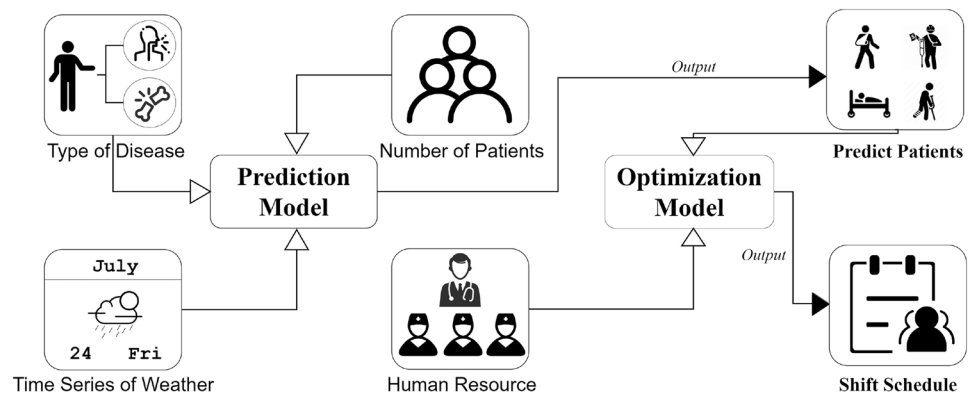 Type of Disease
Number of Patients
Output
Predict Patients
Prediction
Model
Optimization
Model
July
24 Fri
Time Series of Weather
Human Resource
Output
Shift Schedule